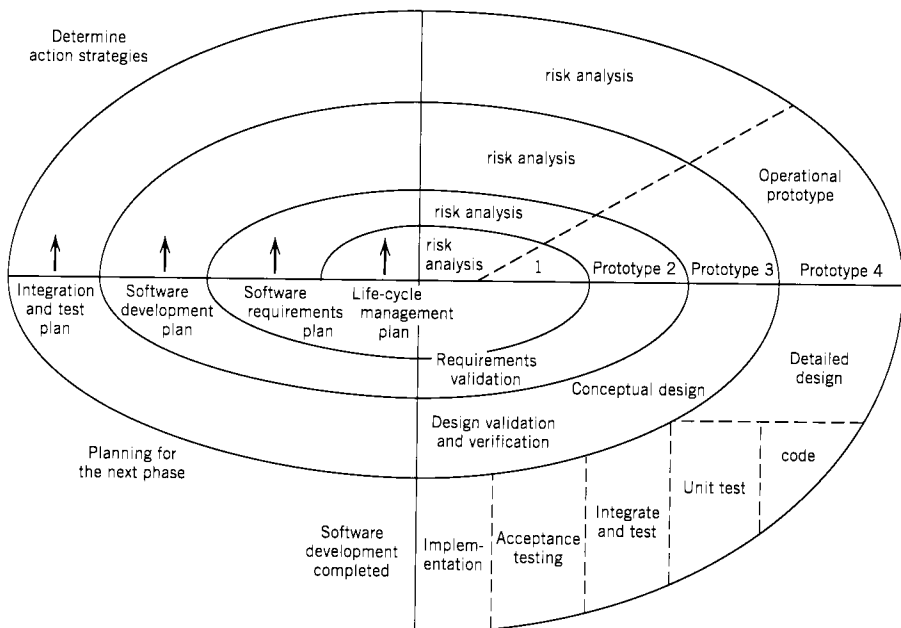 Determine
action strategies
risk analysis
risk analysis
Operational
prototype
risk analysis
risk
analysis
1
Prototype 2
Prototype 3
Prototype 4
Integration
and test
plan
Software
development
plan
Software
requirements
plan
Life-cycle
management
plan
Requirements
validation
Conceptual design
Detailed
design
Design validation
and verification
Planning for
the next phase
code
Unit test
Integrate
and test
Acceptance
testing
Implem-
entation
Software
development
completed